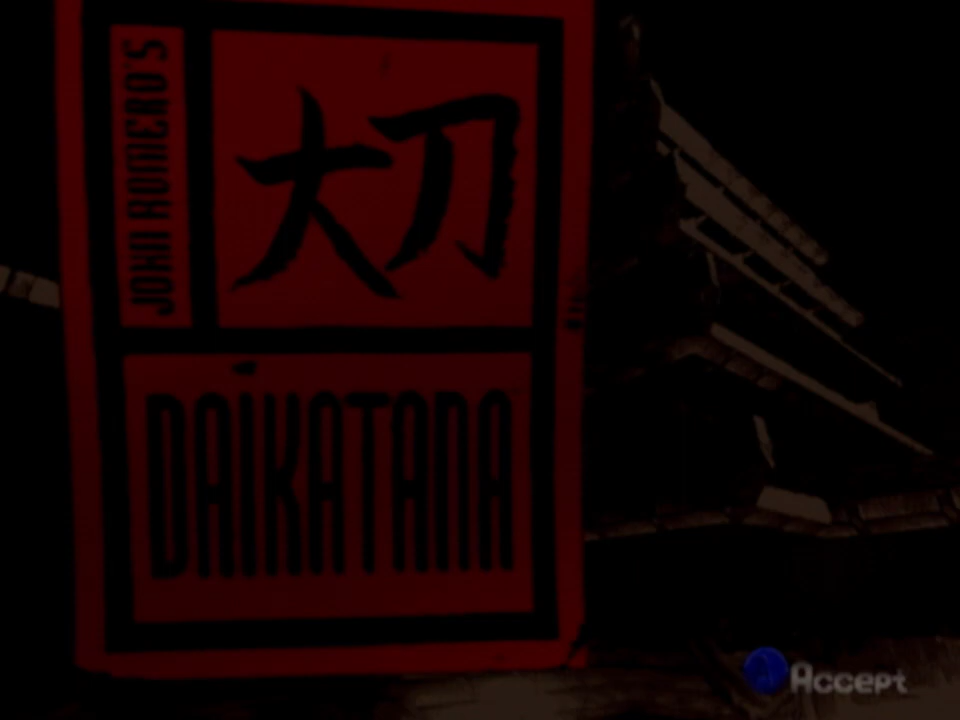 JOHN ROMERO'S
大刀
DAIKATANA
Accept